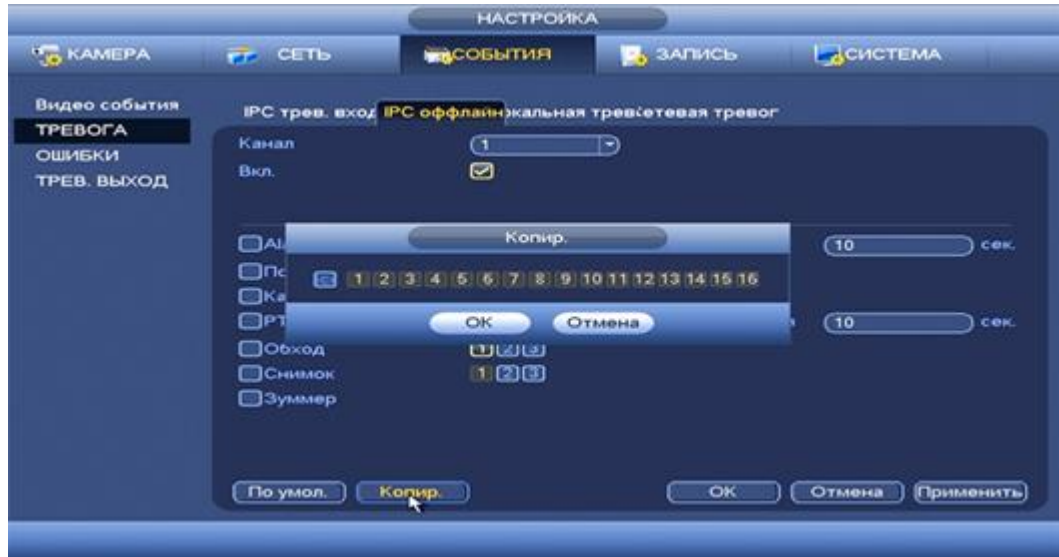 НАСТРОЙКА
КАМЕРА СЕТЬ СОБЫТИЯ ЗАПИСЬ СИСТЕМА
Видео события
ТРЕВОГА
ОШИБКИ
ТРЕВ. ВЫХОД
IPC трев. вход IPC оффлайн окальная трев сетевая тревог
Канал 1
Вкл.
10 сек.
Копир.
1 2 3 4 5 6 7 8 9 10 11 12 13 14 15 16
OK Отмена
10 сек.
Обход 1 2 3
Снимок 1 2 3
Зуммер
По умол. Копир. OK Отмена Применить